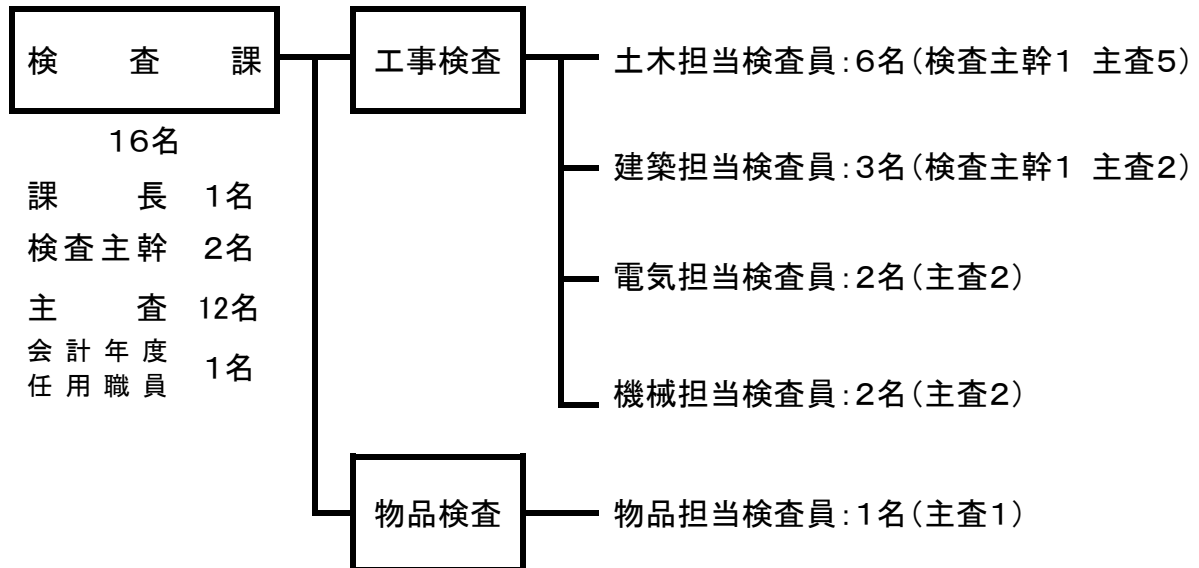 検査課
16名
課長 1名
検査主幹 2名
主査 12名
会計年度
任用職員 1名
工事検査
土木担当検査員:6名(検査主幹1 主査5)
建築担当検査員:3名(検査主幹1 主査2)
電気担当検査員:2名(主査2)
機械担当検査員:2名(主査2)
物品検査
物品担当検査員:1名(主査1)